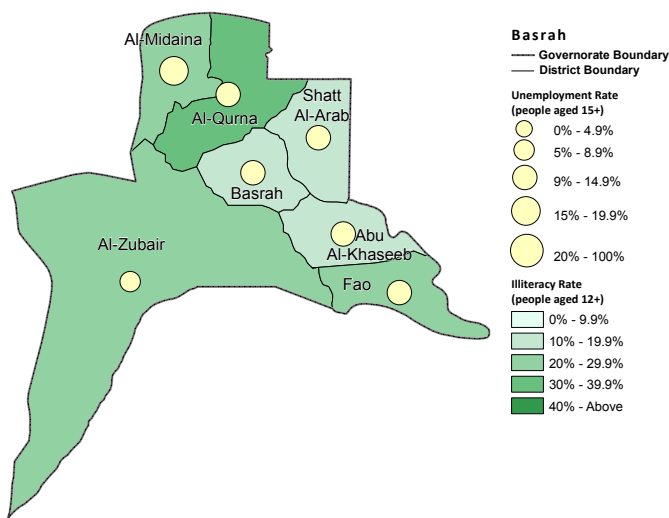 Al-Midaina
Al-Qurna
Shatt
Al-Arab
Basrah
Al-Zubair
Abu
Al-Khaseeb
Fao
Basrah
Governorate Boundary
District Boundary
Unemployment Rate
(people aged 15+)
0% - 4.9%
5% - 8.9%
9% - 14.9%
15% - 19.9%
20% - 100%
Illiteracy Rate
(people aged 12+)
0% - 9.9%
10% - 19.9%
20% - 29.9%
30% - 39.9%
40% - Above